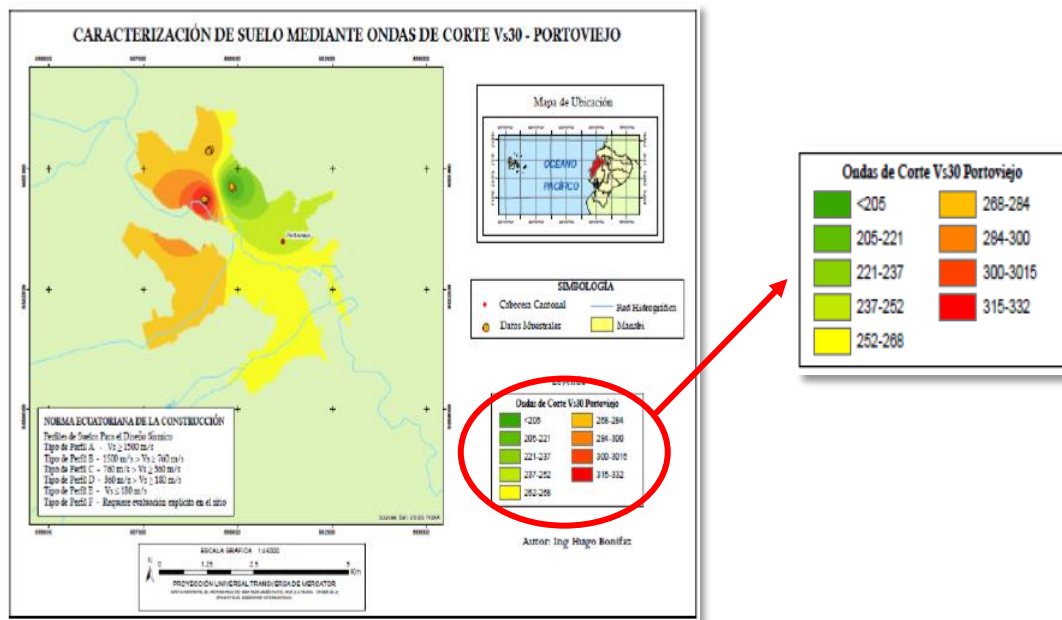 CARACTERIZACIÓN DE SUELO MEDIANTE ONDAS DE CORTE Vs30 - PORTOVIEJO
Mapa de Ubicación
OCEANO
PACÍFICO
Portoviejo
SIMBOLOGÍA
Cabecera Cantonal
Red Hidrográfica
Datos Muestrales
Manabí
Leyenda
Ondas de Corte Vs30 Portoviejo
<205
268-284
205-221
284-300
221-237
300-3015
237-252
315-332
252-268
NORMA ECUATORIANA DE LA CONSTRUCCIÓN
Perfiles de Suelos Para el Diseño Sísmico
Tipo de Perfil A - Vs ≥ 1500 m/s
Tipo de Perfil B - 1500 m/s > Vs ≥ 760 m/s
Tipo de Perfil C - 760 m/s > Vs ≥ 360 m/s
Tipo de Perfil D - 360 m/s > Vs ≥ 180 m/s
Tipo de Perfil E - Vs ≤ 180 m/s
Tipo de Perfil F - Requiere evaluación explícita en el sitio
Autor: Ing Hugo Bonifaz
ESCALA GRÁFICA
0 1.25 2.5 5
Km
PROYECCIÓN UNIVERSAL TRANSVERSA DE MERCATOR
Ondas de Corte Vs30 Portoviejo
<205
268-284
205-221
284-300
221-237
300-3015
237-252
315-332
252-268